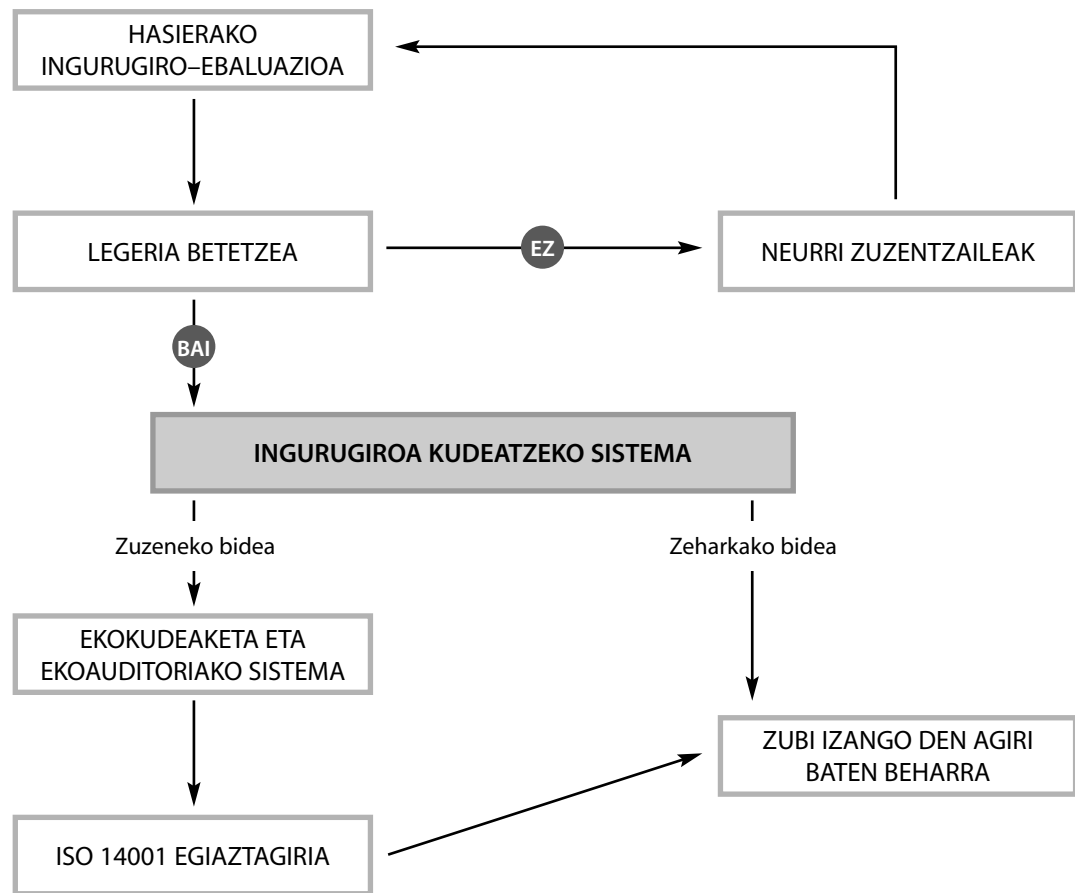 HASIERAKO
INGURUGIRO–EBALUAZIOA
LEGERIA BETETZEA
EZ
NEURRI ZUZENTZAILEAK
BAI
INGURUGIROA KUDEATZEKO SISTEMA
Zuzeneko bidea
Zeharkako bidea
EKOKUDEAKETA ETA
EKOAUDITORIAKO SISTEMA
ZUBI IZANGO DEN AGIRI
BATEN BEHARRA
ISO 14001 EGIAZTAGIRIA